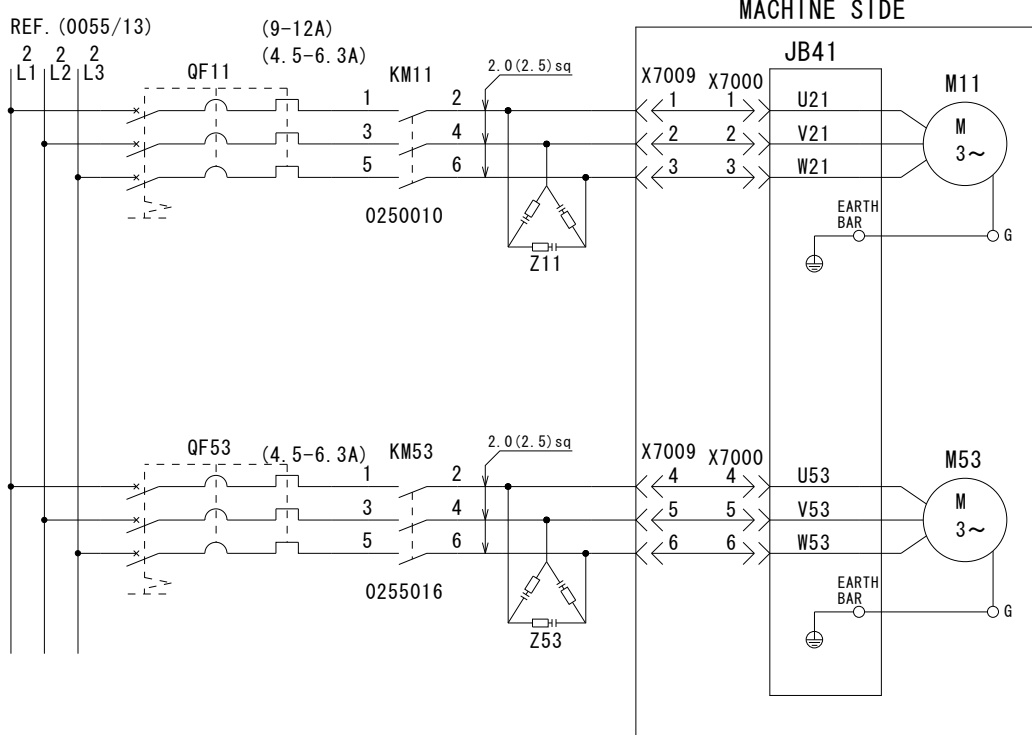 MACHINE SIDE
REF. (0055/13)
(9-12A)
(4.5-6.3A)
2 2 2
L1 L2 L3
QF11
KM11
2.0(2.5)sq
X7009 X7000
JB41
M11
1 2 1 1 U21
3 4 2 2 V21
5 6 3 3 W21
M
3~
0250010
Z11
EARTH
BAR
G
QF53
(4.5-6.3A)
KM53
2.0(2.5)sq
X7009 X7000
M53
1 2 4 4 U53
3 4 5 5 V53
5 6 6 6 W53
M
3~
0255016
Z53
EARTH
BAR
G